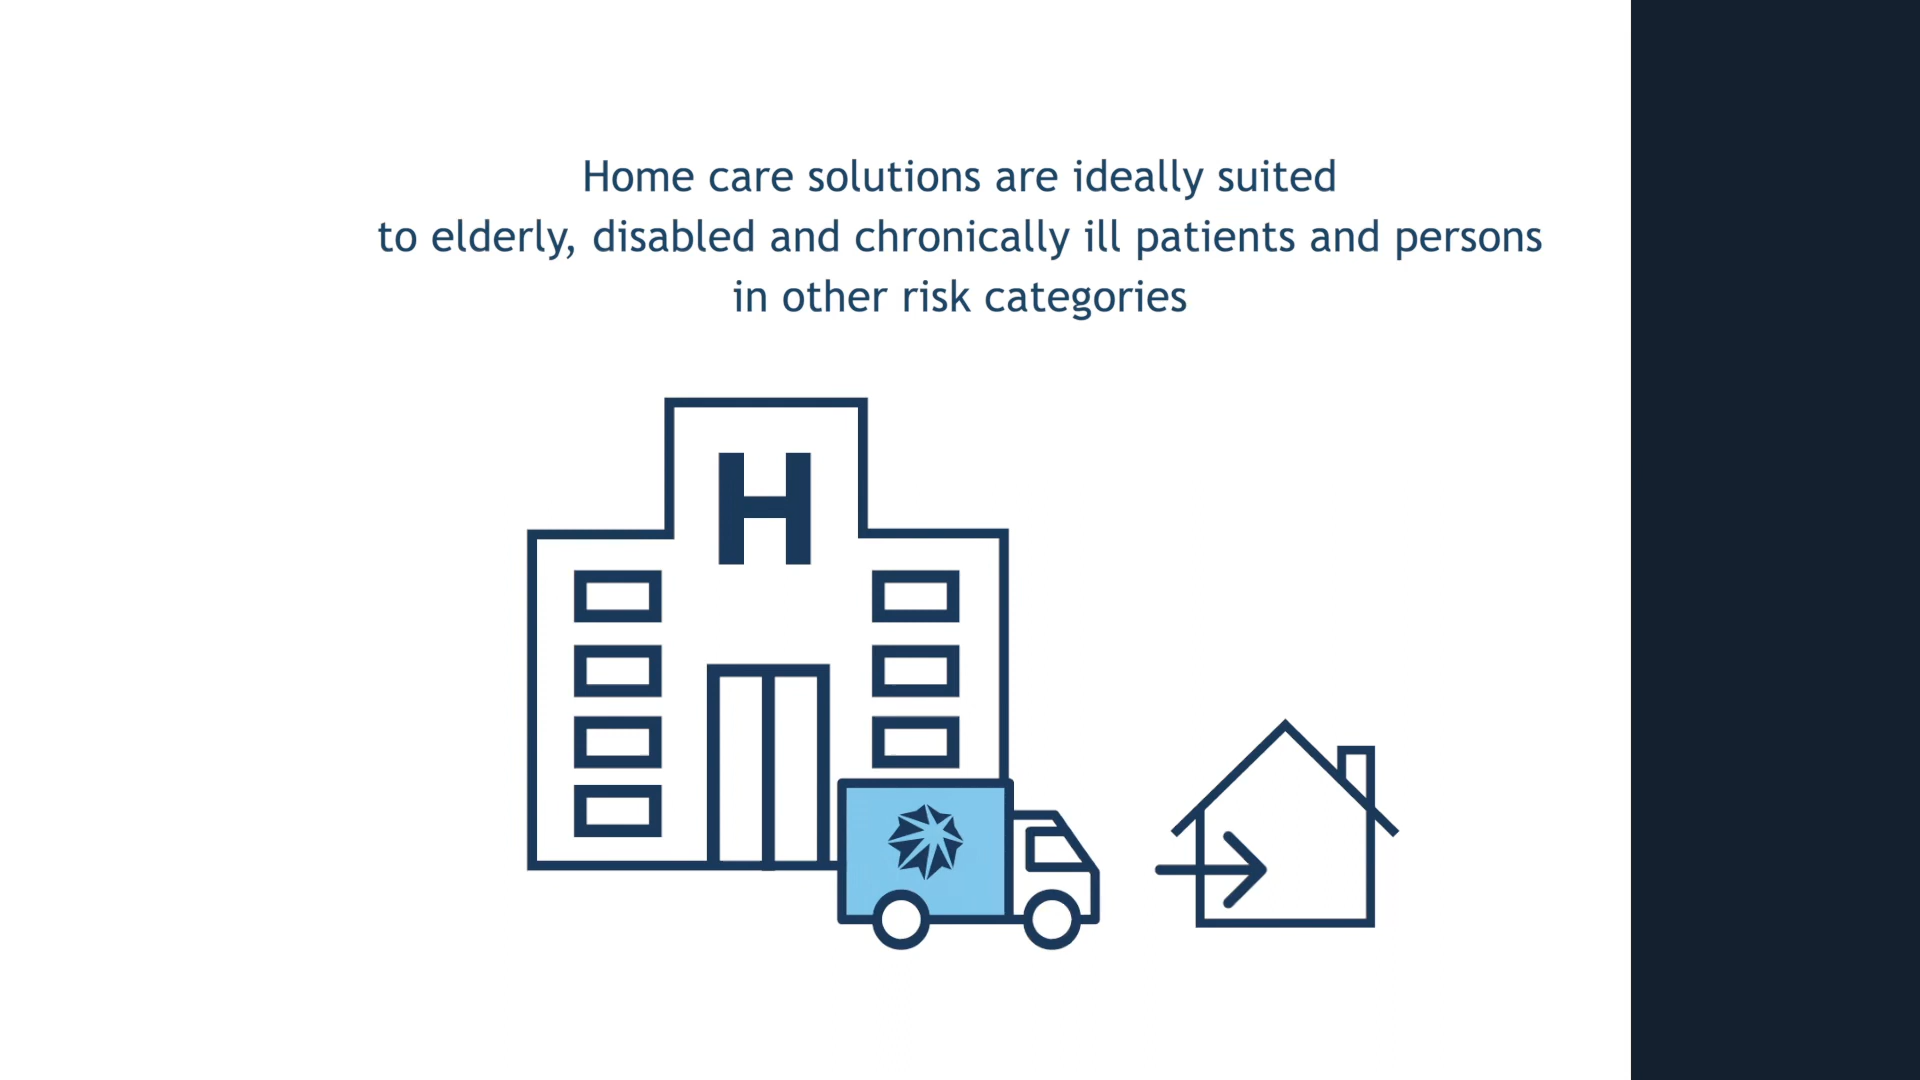 Home care solutions are ideally suited
to elderly, disabled and chronically ill patients and persons
in other risk categories
H